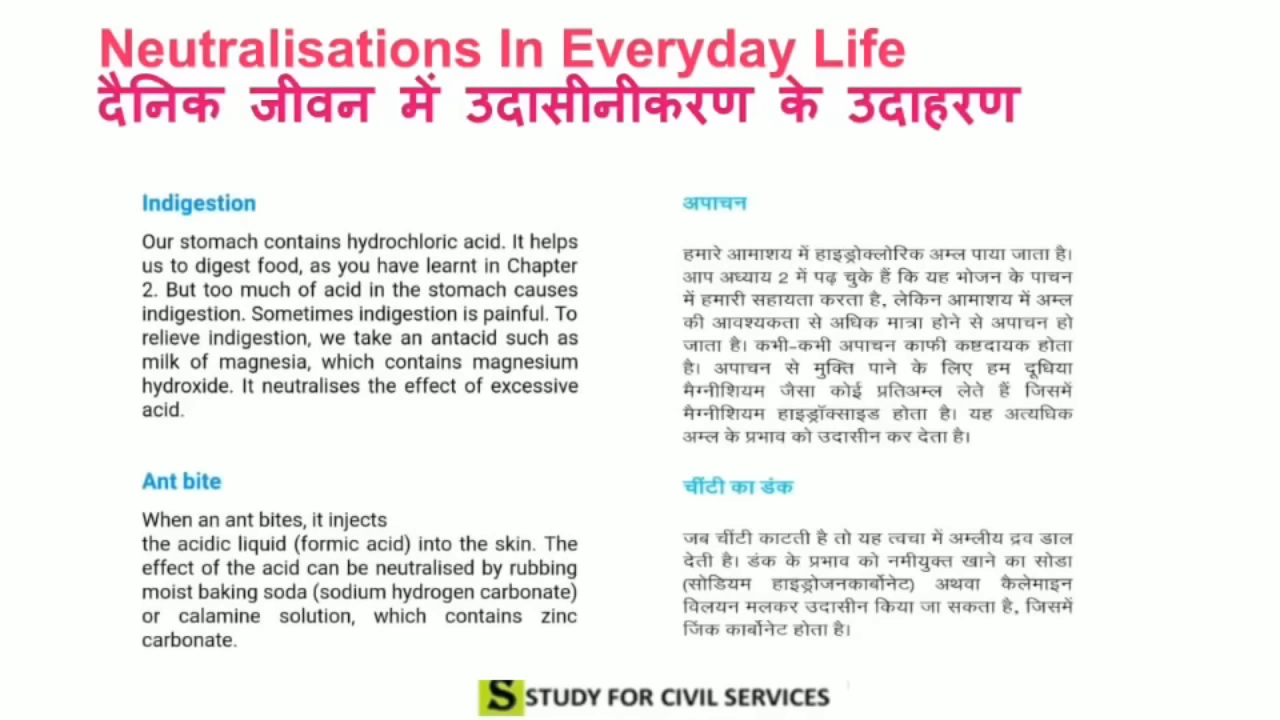 Neutralisations In Everyday Life
दैनिक जीवन में उदासीनीकरण के उदाहरण
Indigestion
Our stomach contains hydrochloric acid. It helps
us to digest food, as you have learnt in Chapter
2. But too much of acid in the stomach causes
indigestion. Sometimes indigestion is painful. To
relieve indigestion, we take an antacid such as
milk of magnesia, which contains magnesium
hydroxide. It neutralises the effect of excessive
acid.
Ant bite
When an ant bites, it injects
the acidic liquid (formic acid) into the skin. The
effect of the acid can be neutralised by rubbing
moist baking soda (sodium hydrogen carbonate)
or calamine solution, which contains zinc
carbonate.
अपाचन
हमारे आमाशय में हाइड्रोक्लोरिक अम्ल पाया जाता है।
आप अध्याय 2 में पढ़ चुके हैं कि यह भोजन के पाचन
में हमारी सहायता करता है, लेकिन आमाशय में अम्ल
की आवश्यकता से अधिक मात्रा होने से अपाचन हो
जाता है। कभी-कभी अपाचन काफी कष्टदायक होता
है। अपाचन से मुक्ति पाने के लिए हम दूधिया
मैग्नीशियम जैसा कोई प्रतिअम्ल लेते हैं जिसमें
मैग्नीशियम हाइड्रॉक्साइड होता है। यह अत्यधिक
अम्ल के प्रभाव को उदासीन कर देता है।
चींटी का डंक
जब चींटी काटती है तो यह त्वचा में अम्लीय द्रव डाल
देती है। डंक के प्रभाव को नमीयुक्त खाने का सोडा
(सोडियम हाइड्रोजनकार्बोनेट) अथवा कैलेमाइन
विलयन मलकर उदासीन किया जा सकता है, जिसमें
जिंक कार्बोनेट होता है।
S STUDY FOR CIVIL SERVICES